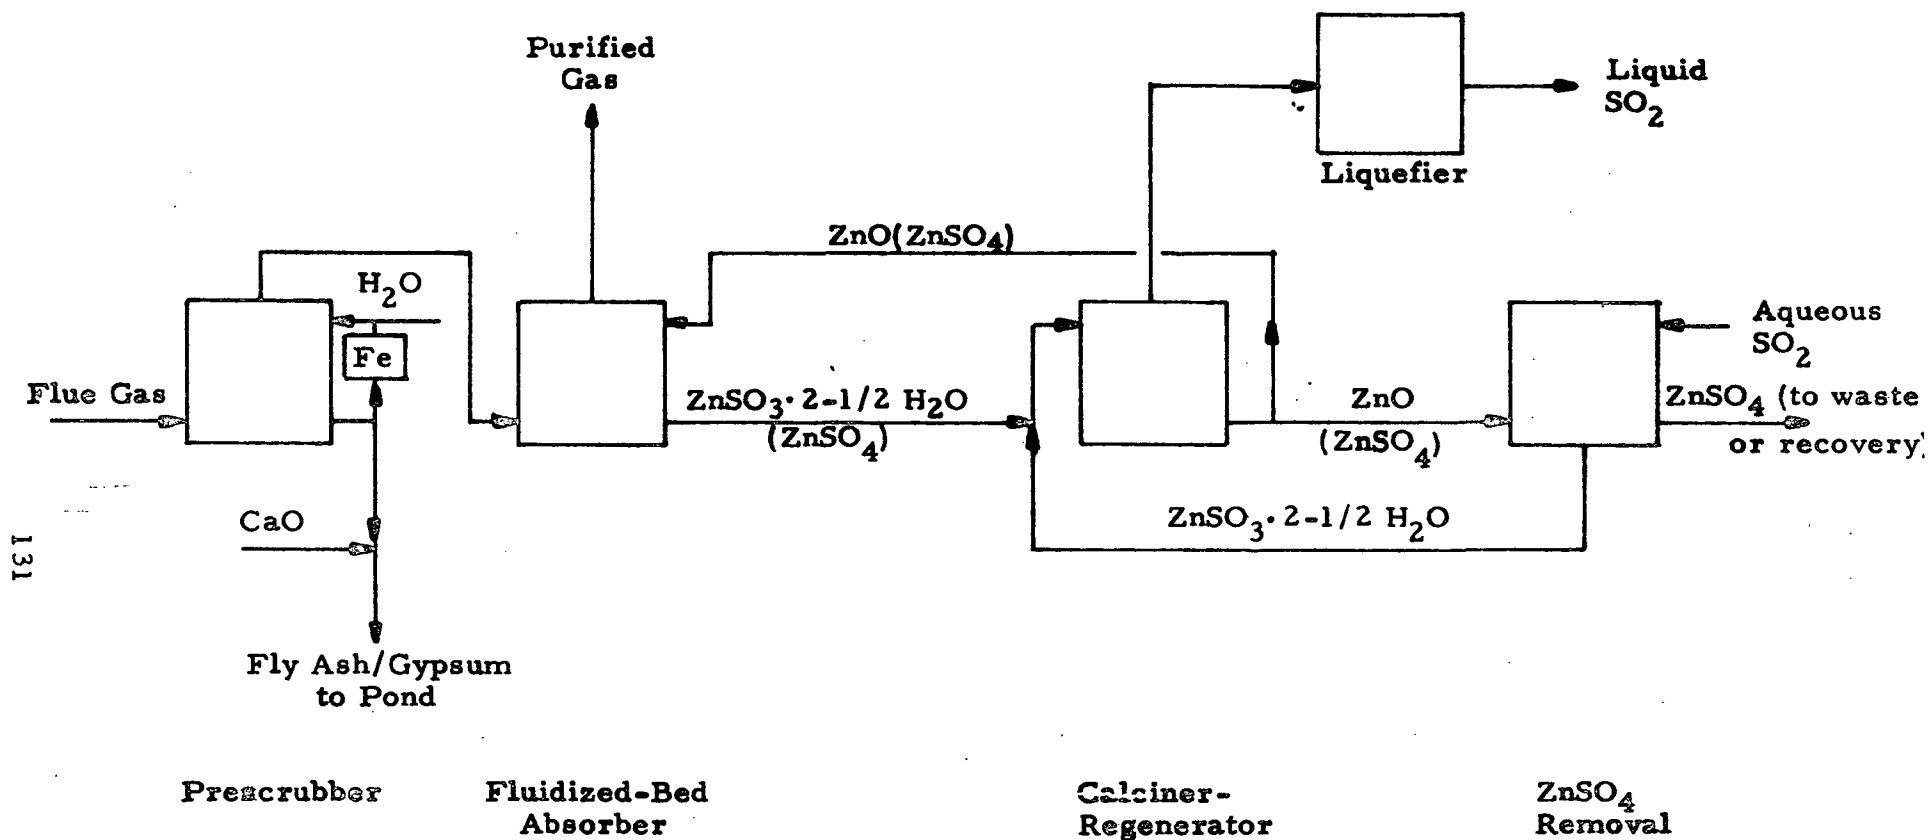 Purified
Gas
Liquid
SO2
Liquefier
ZnO(ZnSO4)
H2O
Fe
Aqueous
SO2
Flue Gas
ZnSO3·2-1/2 H2O
(ZnSO4)
ZnO
(ZnSO4)
ZnSO4 (to waste
or recovery)
CaO
ZnSO3·2-1/2 H2O
131
Fly Ash/Gypsum
to Pond
Prescrubber
Fluidized-Bed
Absorber
Calciner-
Regenerator
ZnSO4
Removal